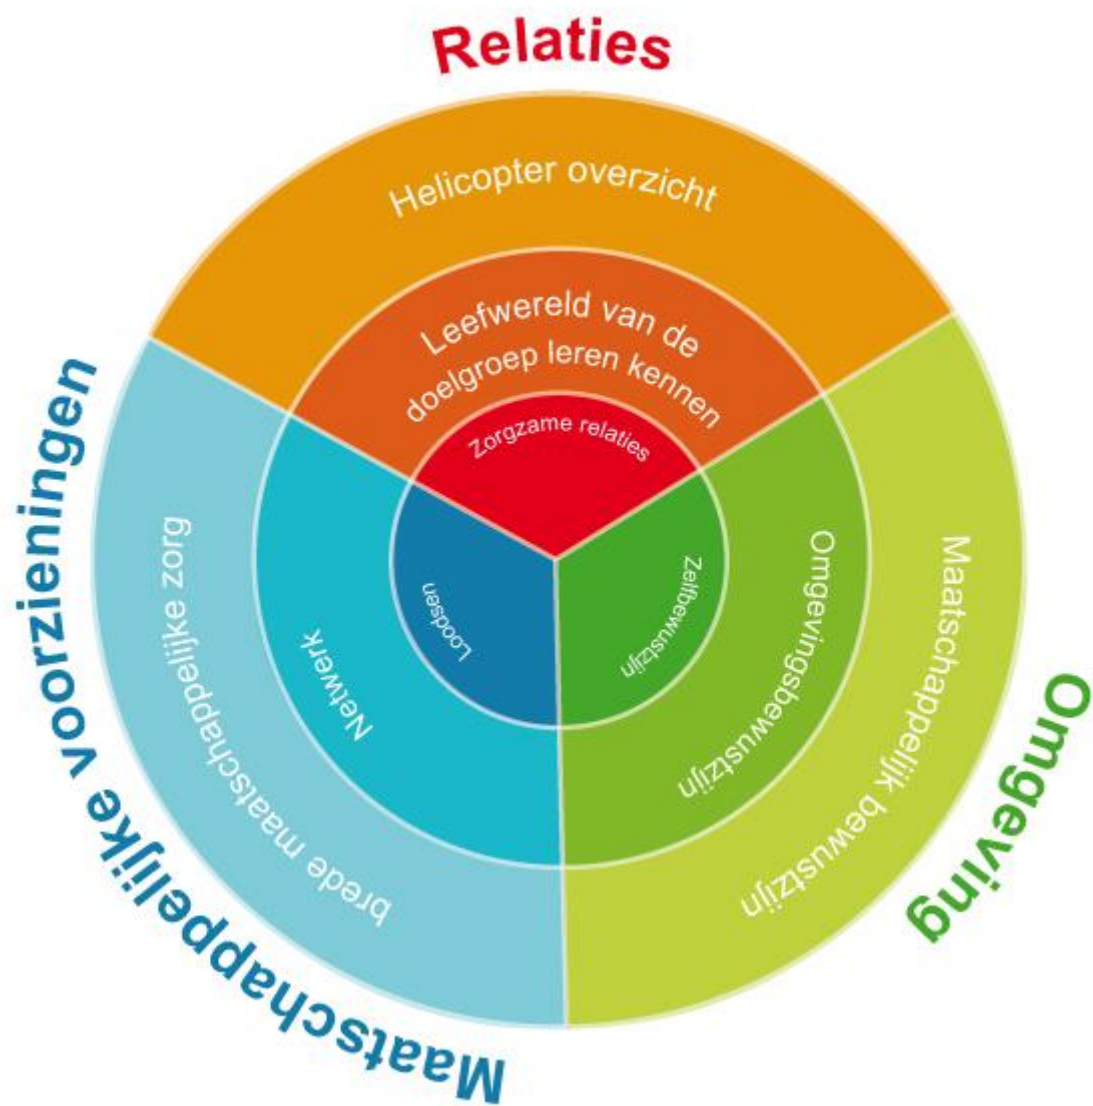 Relaties
Helicopter overzicht
Leefwereld van de
doelgroep leren kennen
Zorgzame relaties
Maatschappelijke voorzieningen
brede maatschappelijke zorg
Netwerk
Loodsen
Zelfbewustzijn
Omgevingsbewustzijn
Maatschappelijk bewustzijn
Omgeving